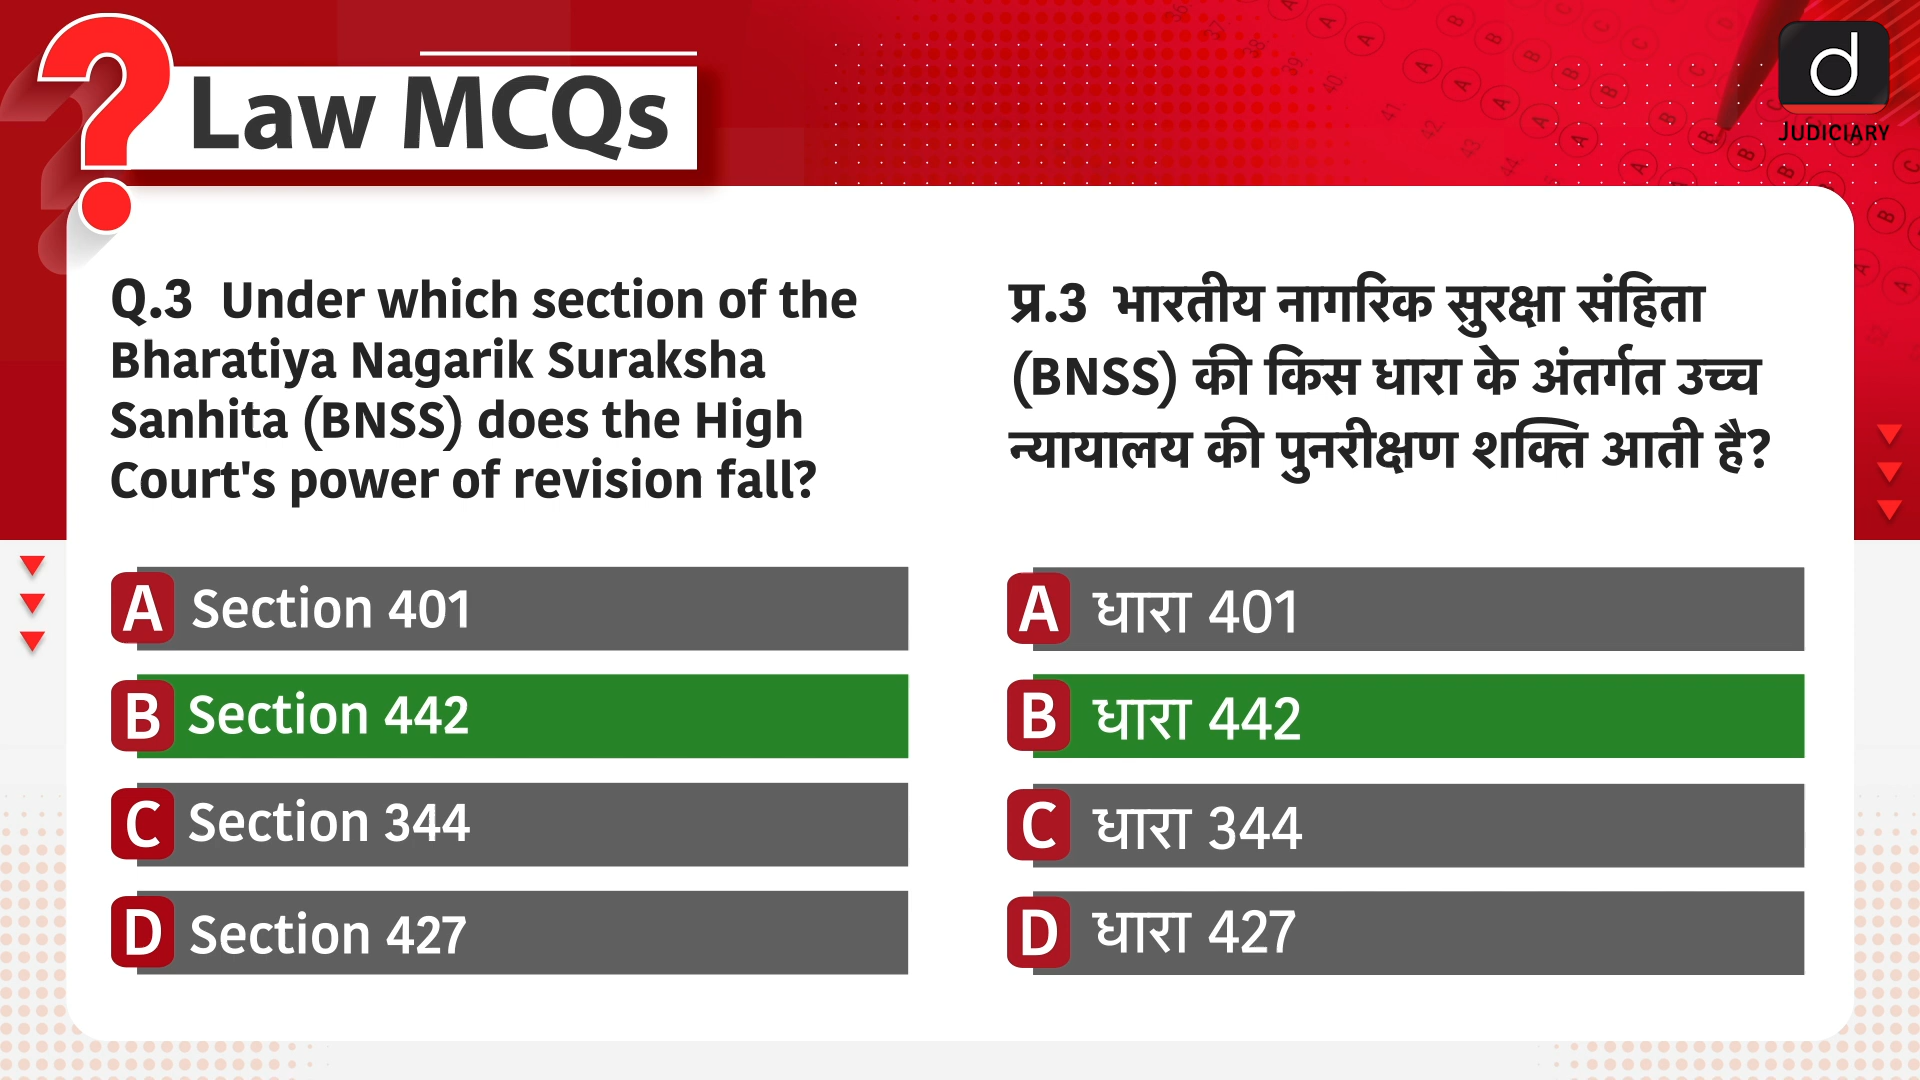 Law MCQs
JUDICIARY
Q.3 Under which section of the
Bharatiya Nagarik Suraksha
Sanhita (BNSS) does the High
Court's power of revision fall?
A Section 401
B Section 442
C Section 344
D Section 427
प्र.3 भारतीय नागरिक सुरक्षा संहिता
(BNSS) की किस धारा के अंतर्गत उच्च
न्यायालय की पुनरीक्षण शक्ति आती है?
A धारा 401
B धारा 442
C धारा 344
D धारा 427